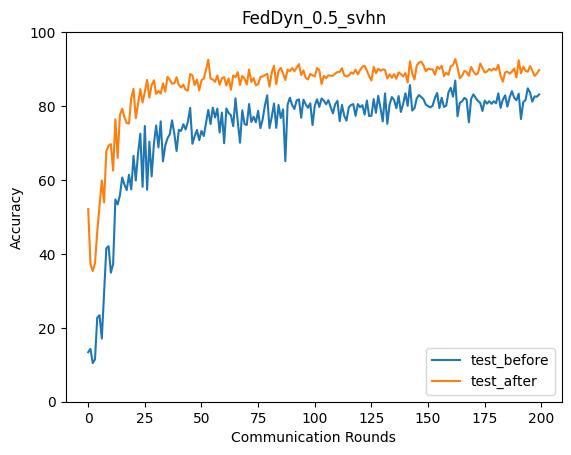 FedDyn_0.5_svhn
100
80
60
40
20
0
Accuracy
0 25 50 75 100 125 150 175 200
Communication Rounds
test_before
test_after